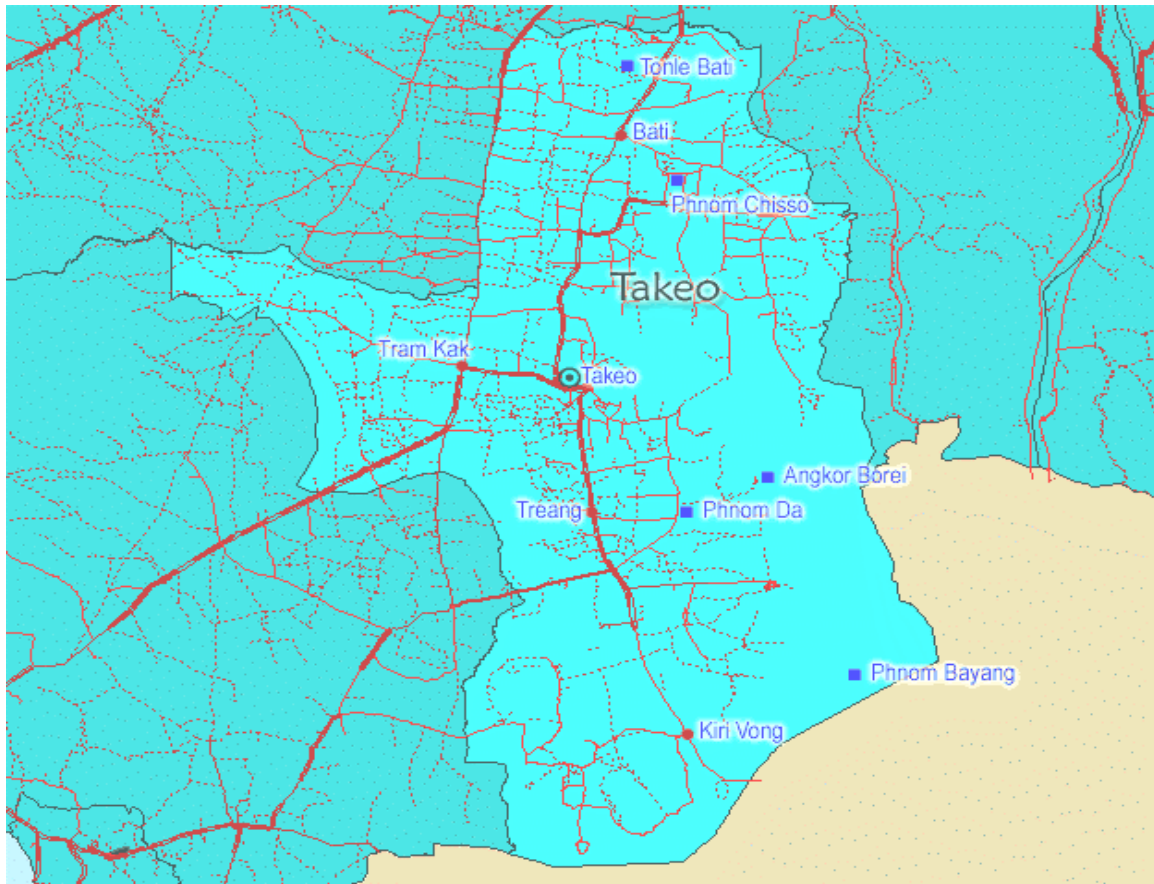 Tonle Bati
Bati
Phnom Chisso
Takeo
Tram Kak
Takeo
Angkor Borei
Treang
Phnom Da
Phnom Bayang
Kiri Vong